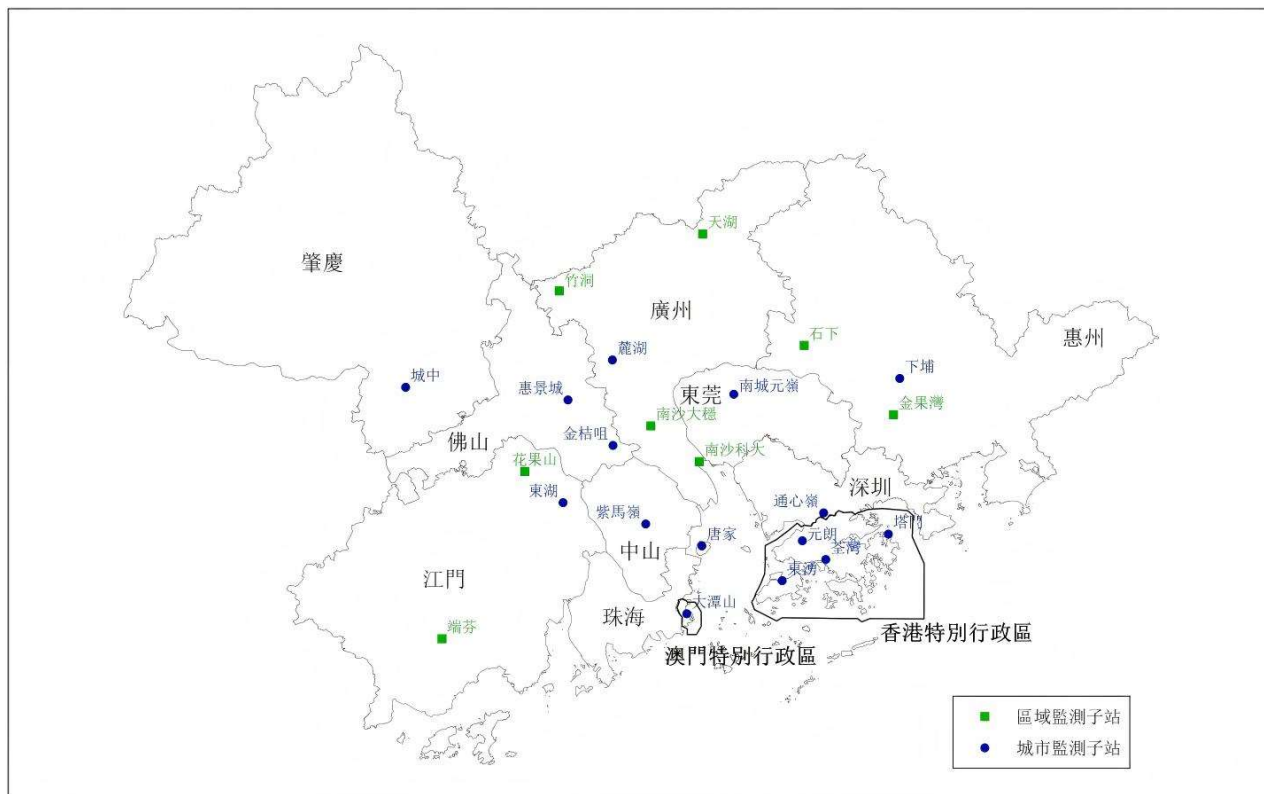 天湖
肇慶
竹洞
廣州
石下
惠州
麓湖
下埔
城中
惠景城
東莞
南城元嶺
金果灣
南沙大穩
佛山
金桔咀
花果山
南沙科大
深圳
東湖
通心嶺
紫馬嶺
唐家
元朗
塔門
中山
荃灣
東湧
江門
珠海
大潭山
端芬
澳門特別行政區
香港特別行政區
區域監測子站
城市監測子站